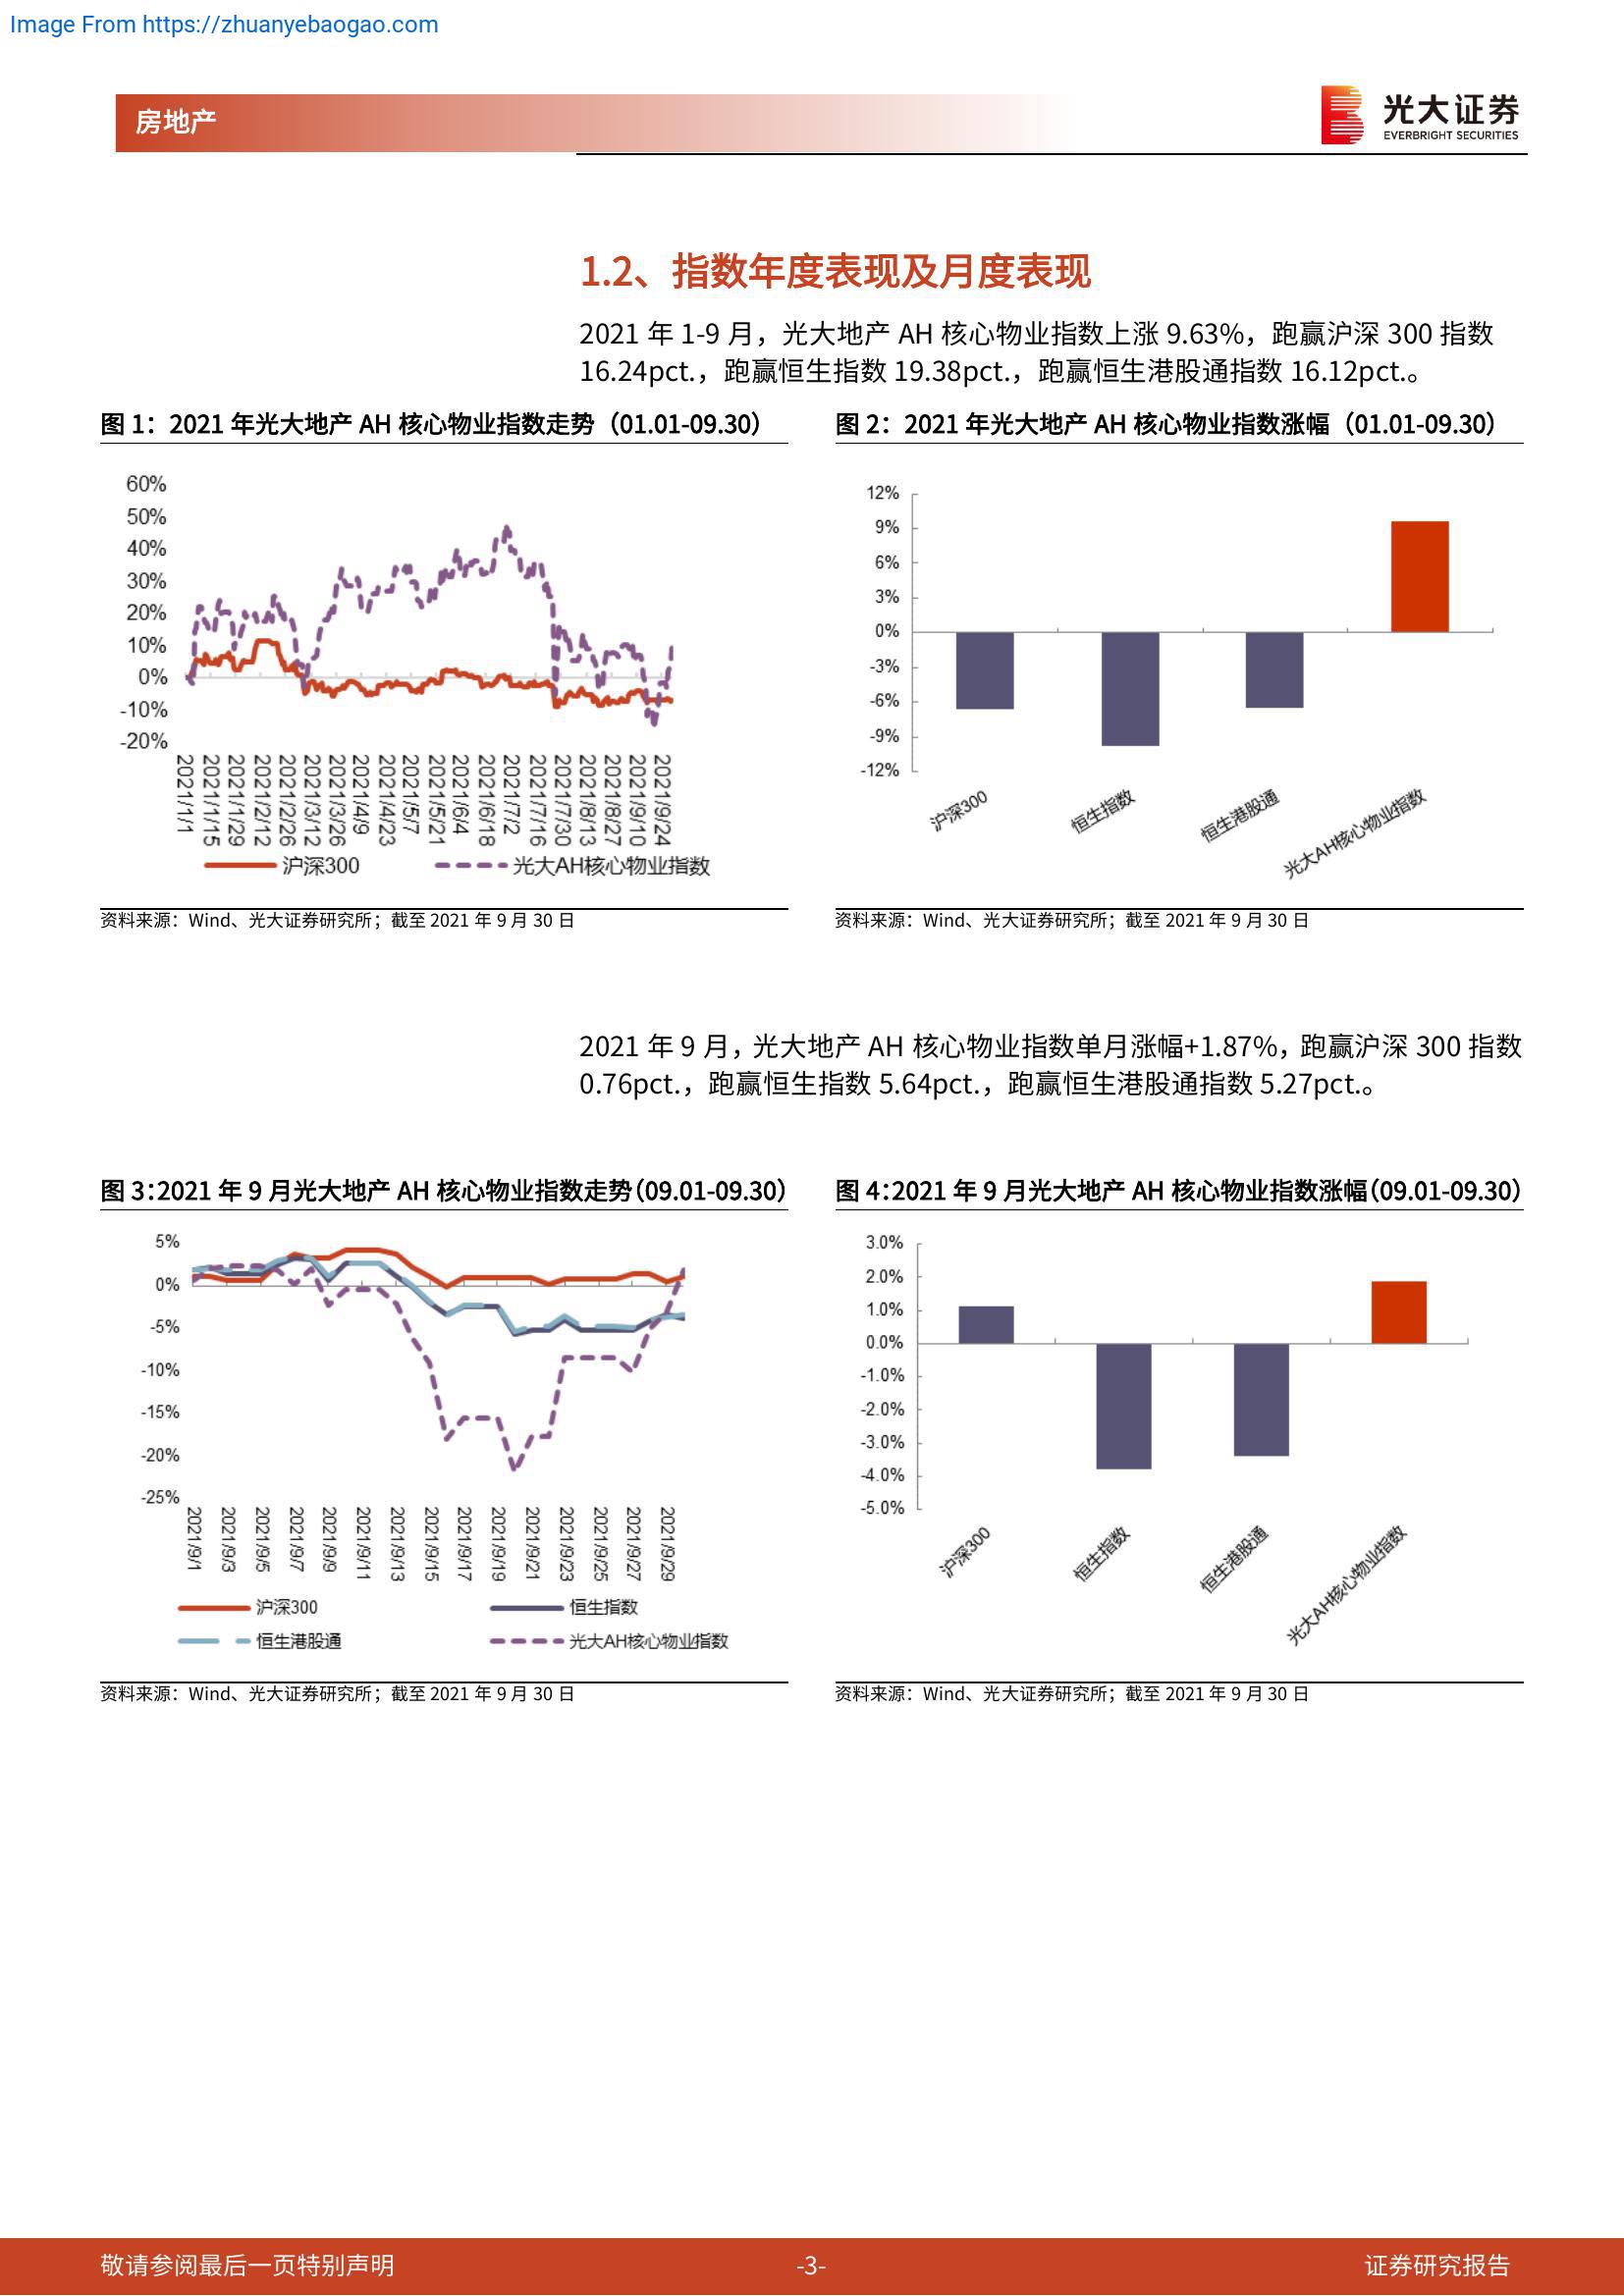 Image From https://zhuanyebaogao.com
房地产
光大证券
EVERBRIGHT SECURITIES
1.2、指数年度表现及月度表现
2021 年 1-9 月，光大地产 AH 核心物业指数上涨 9.63%，跑赢沪深 300 指数
16.24pct.，跑赢恒生指数 19.38pct.，跑赢恒生港股通指数 16.12pct.。
图 1：2021 年光大地产 AH 核心物业指数走势（01.01-09.30）
60%
50%
40%
30%
20%
10%
0%
-10%
-20%
2021/1/1
2021/1/15
2021/1/29
2021/2/12
2021/2/26
2021/3/12
2021/3/26
2021/4/9
2021/4/23
2021/5/7
2021/5/21
2021/6/4
2021/6/18
2021/7/2
2021/7/16
2021/7/30
2021/8/13
2021/8/27
2021/9/10
2021/9/24
沪深300
光大AH核心物业指数
资料来源：Wind、光大证券研究所；截至 2021 年 9 月 30 日
图 2：2021 年光大地产 AH 核心物业指数涨幅（01.01-09.30）
12%
9%
6%
3%
0%
-3%
-6%
-9%
-12%
沪深300
恒生指数
恒生港股通
光大AH核心物业指数
资料来源：Wind、光大证券研究所；截至 2021 年 9 月 30 日
2021 年 9 月，光大地产 AH 核心物业指数单月涨幅+1.87%，跑赢沪深 300 指数
0.76pct.，跑赢恒生指数 5.64pct.，跑赢恒生港股通指数 5.27pct.。
图 3：2021 年 9 月光大地产 AH 核心物业指数走势（09.01-09.30）
5%
0%
-5%
-10%
-15%
-20%
-25%
2021/9/1
2021/9/3
2021/9/5
2021/9/7
2021/9/9
2021/9/11
2021/9/13
2021/9/15
2021/9/17
2021/9/19
2021/9/21
2021/9/23
2021/9/25
2021/9/27
2021/9/29
沪深300
恒生指数
恒生港股通
光大AH核心物业指数
资料来源：Wind、光大证券研究所；截至 2021 年 9 月 30 日
图 4：2021 年 9 月光大地产 AH 核心物业指数涨幅（09.01-09.30）
3.0%
2.0%
1.0%
0.0%
-1.0%
-2.0%
-3.0%
-4.0%
-5.0%
沪深300
恒生指数
恒生港股通
光大AH核心物业指数
资料来源：Wind、光大证券研究所；截至 2021 年 9 月 30 日
敬请参阅最后一页特别声明
-3-
证券研究报告